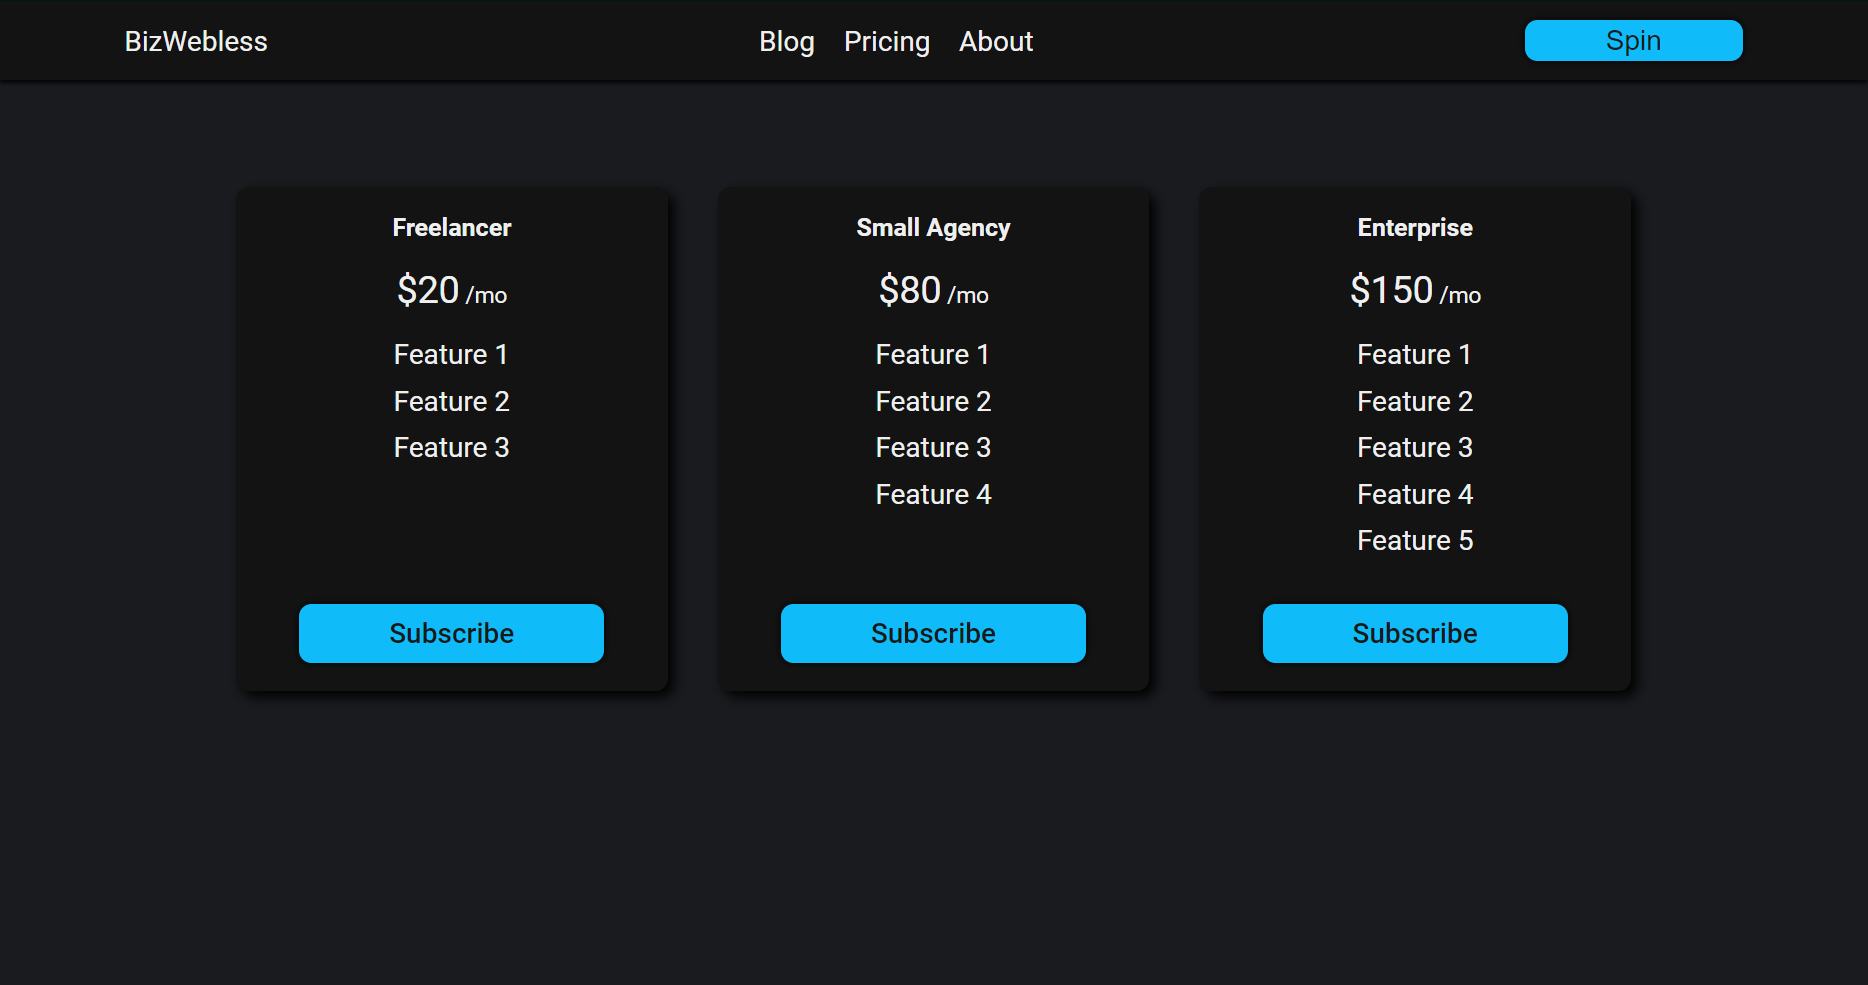 BizWebless
Blog Pricing About
Spin
Freelancer
$20 /mo
Feature 1
Feature 2
Feature 3
Subscribe
Small Agency
$80 /mo
Feature 1
Feature 2
Feature 3
Feature 4
Subscribe
Enterprise
$150 /mo
Feature 1
Feature 2
Feature 3
Feature 4
Feature 5
Subscribe